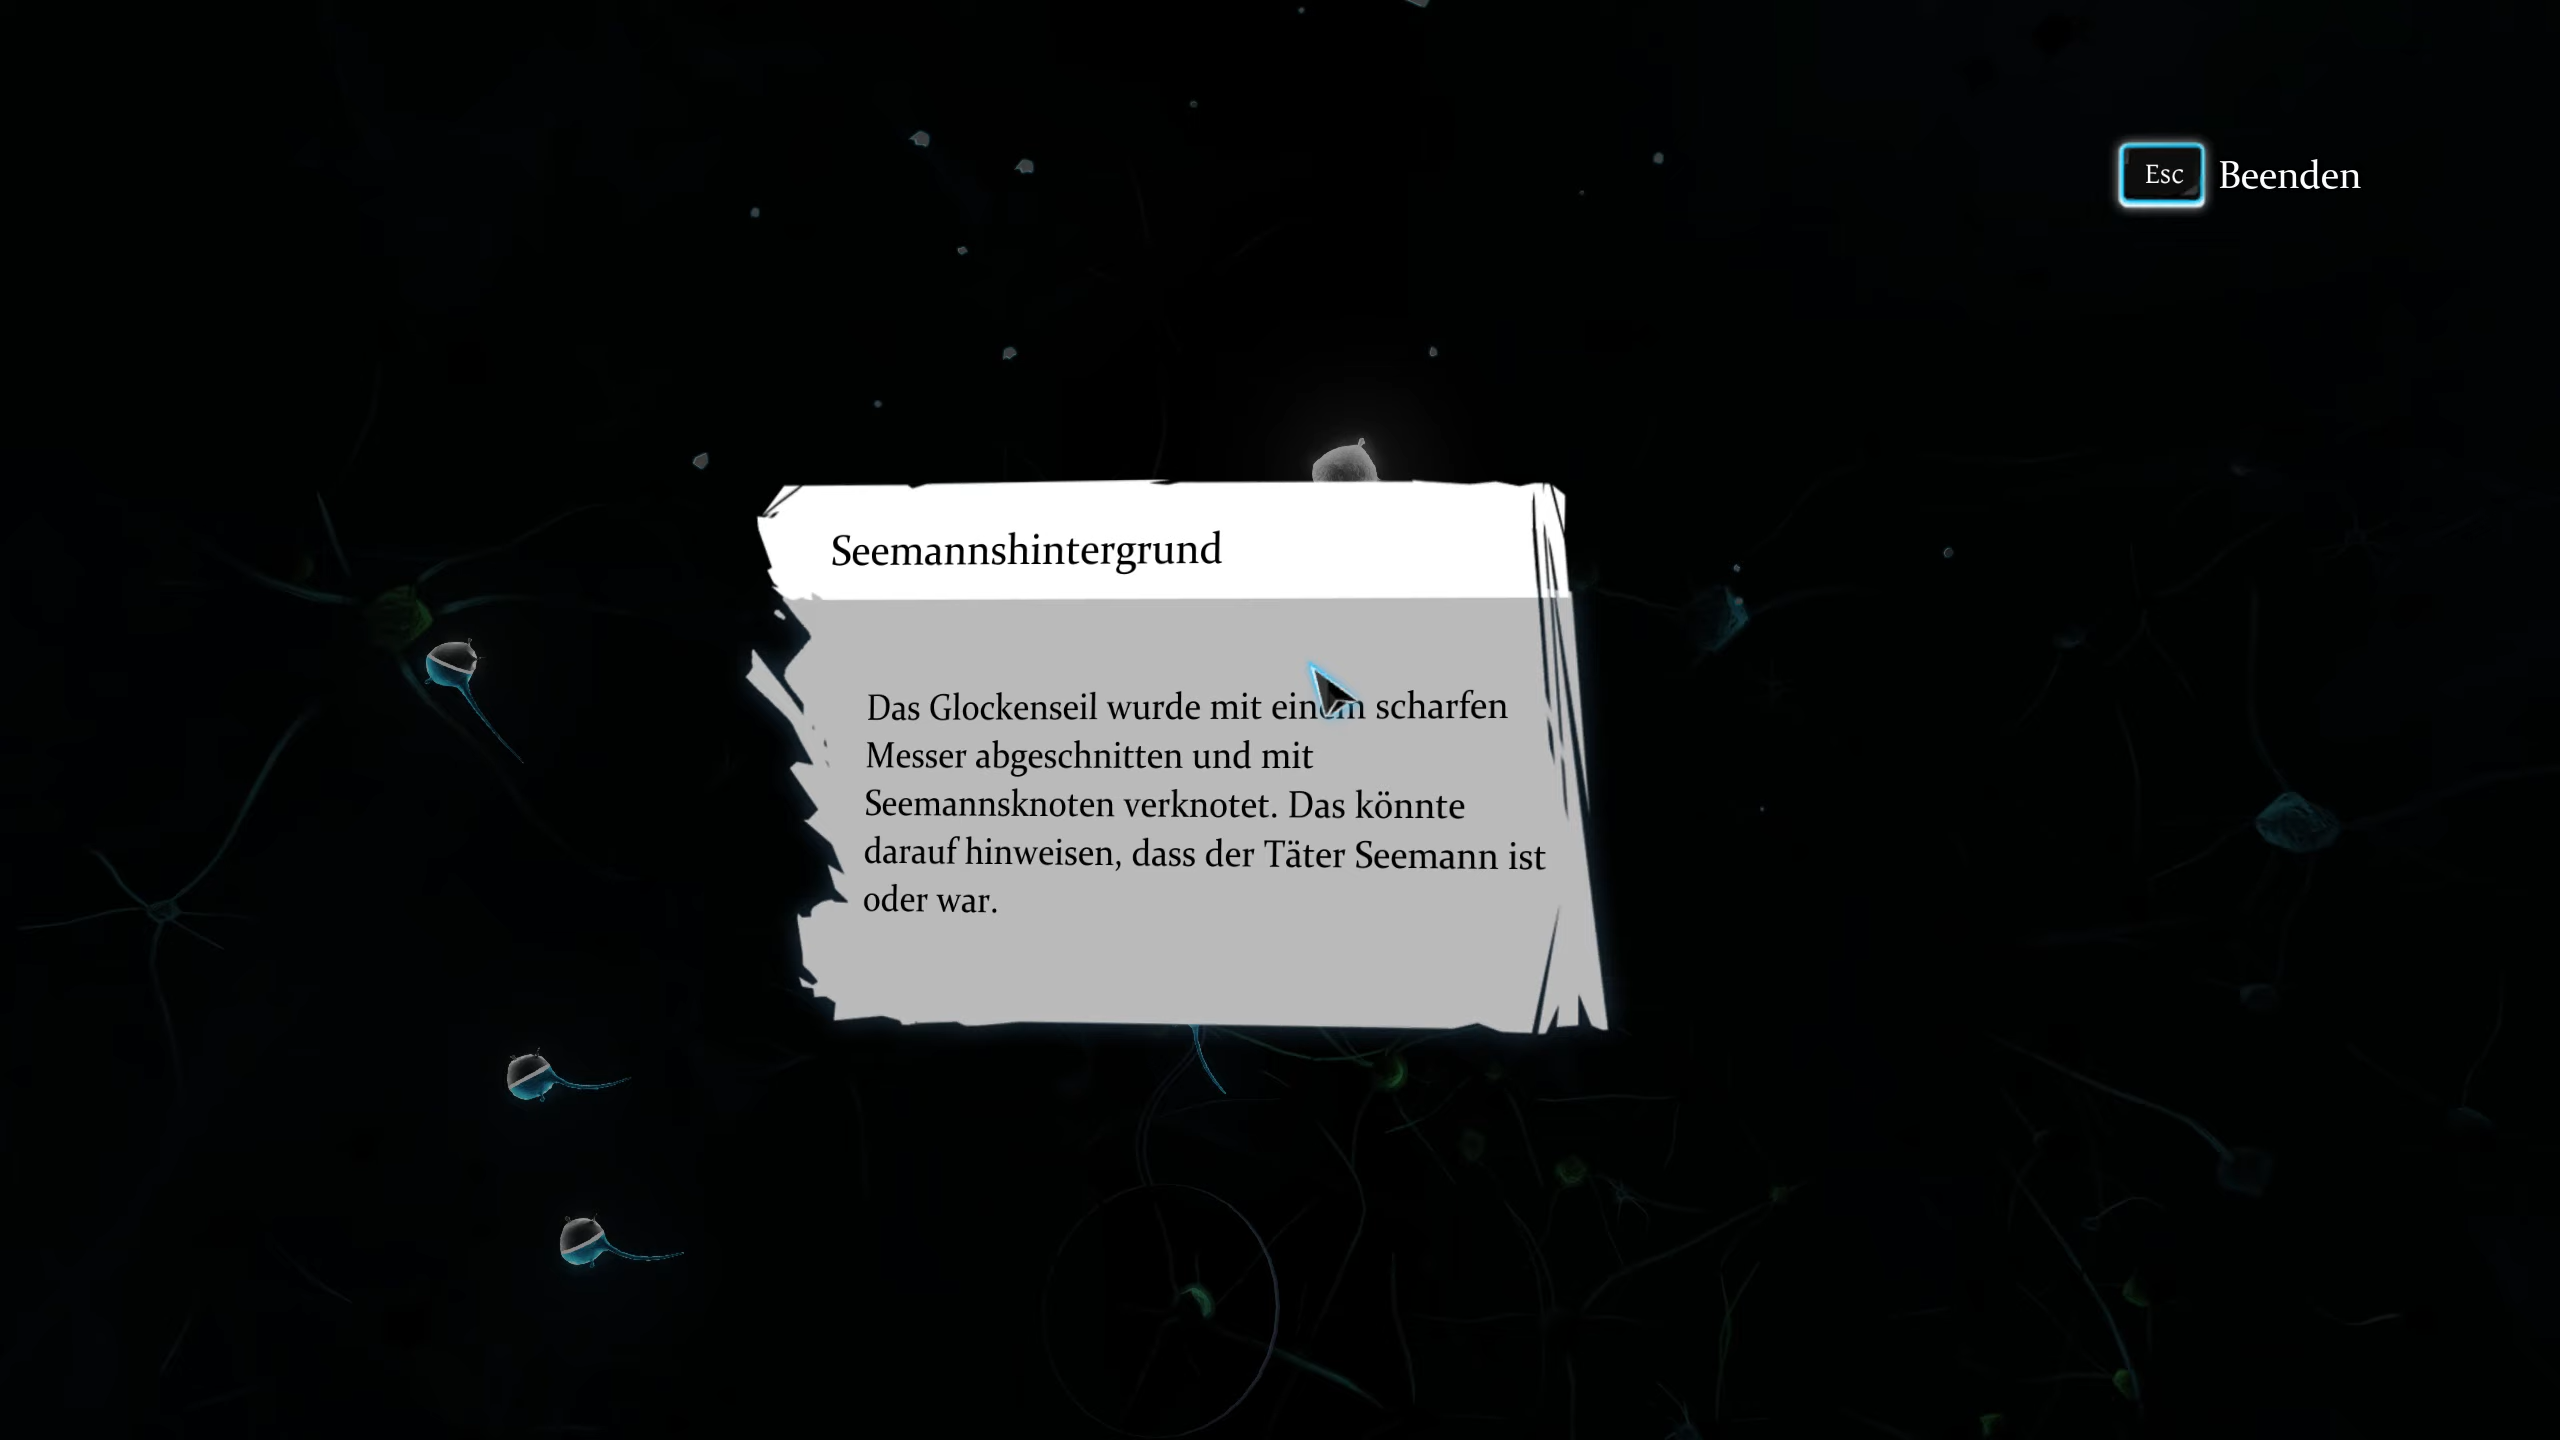 Esc Beenden
Seemannshintergrund
Das Glockenseil wurde mit einem scharfen
Messer abgeschnitten und mit
Seemannsknoten verknotet. Das könnte
darauf hinweisen, dass der Täter Seemann ist
oder war.